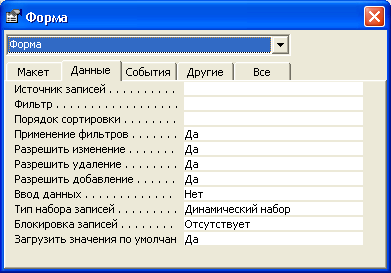 Форма
Форма
Макет Данные События Другие Все
Источник записей . . . . . . . . . .
Фильтр . . . . . . . . . . . . . . . . . .
Порядок сортировки . . . . . . .
Применение фильтров . . . . . . . Да
Разрешить изменение . . . . . . . Да
Разрешить удаление . . . . . . . . Да
Разрешить добавление . . . . . . Да
Ввод данных . . . . . . . . . . . . . Нет
Тип набора записей . . . . . . . . . Динамический набор
Блокировка записей . . . . . . . . Отсутствует
Загрузить значения по умолчан Да